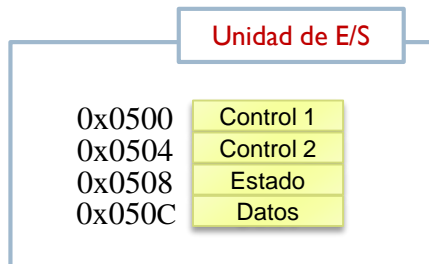 Unidad de E/S
0x0500 Control 1
0x0504 Control 2
0x0508 Estado
0x050C Datos